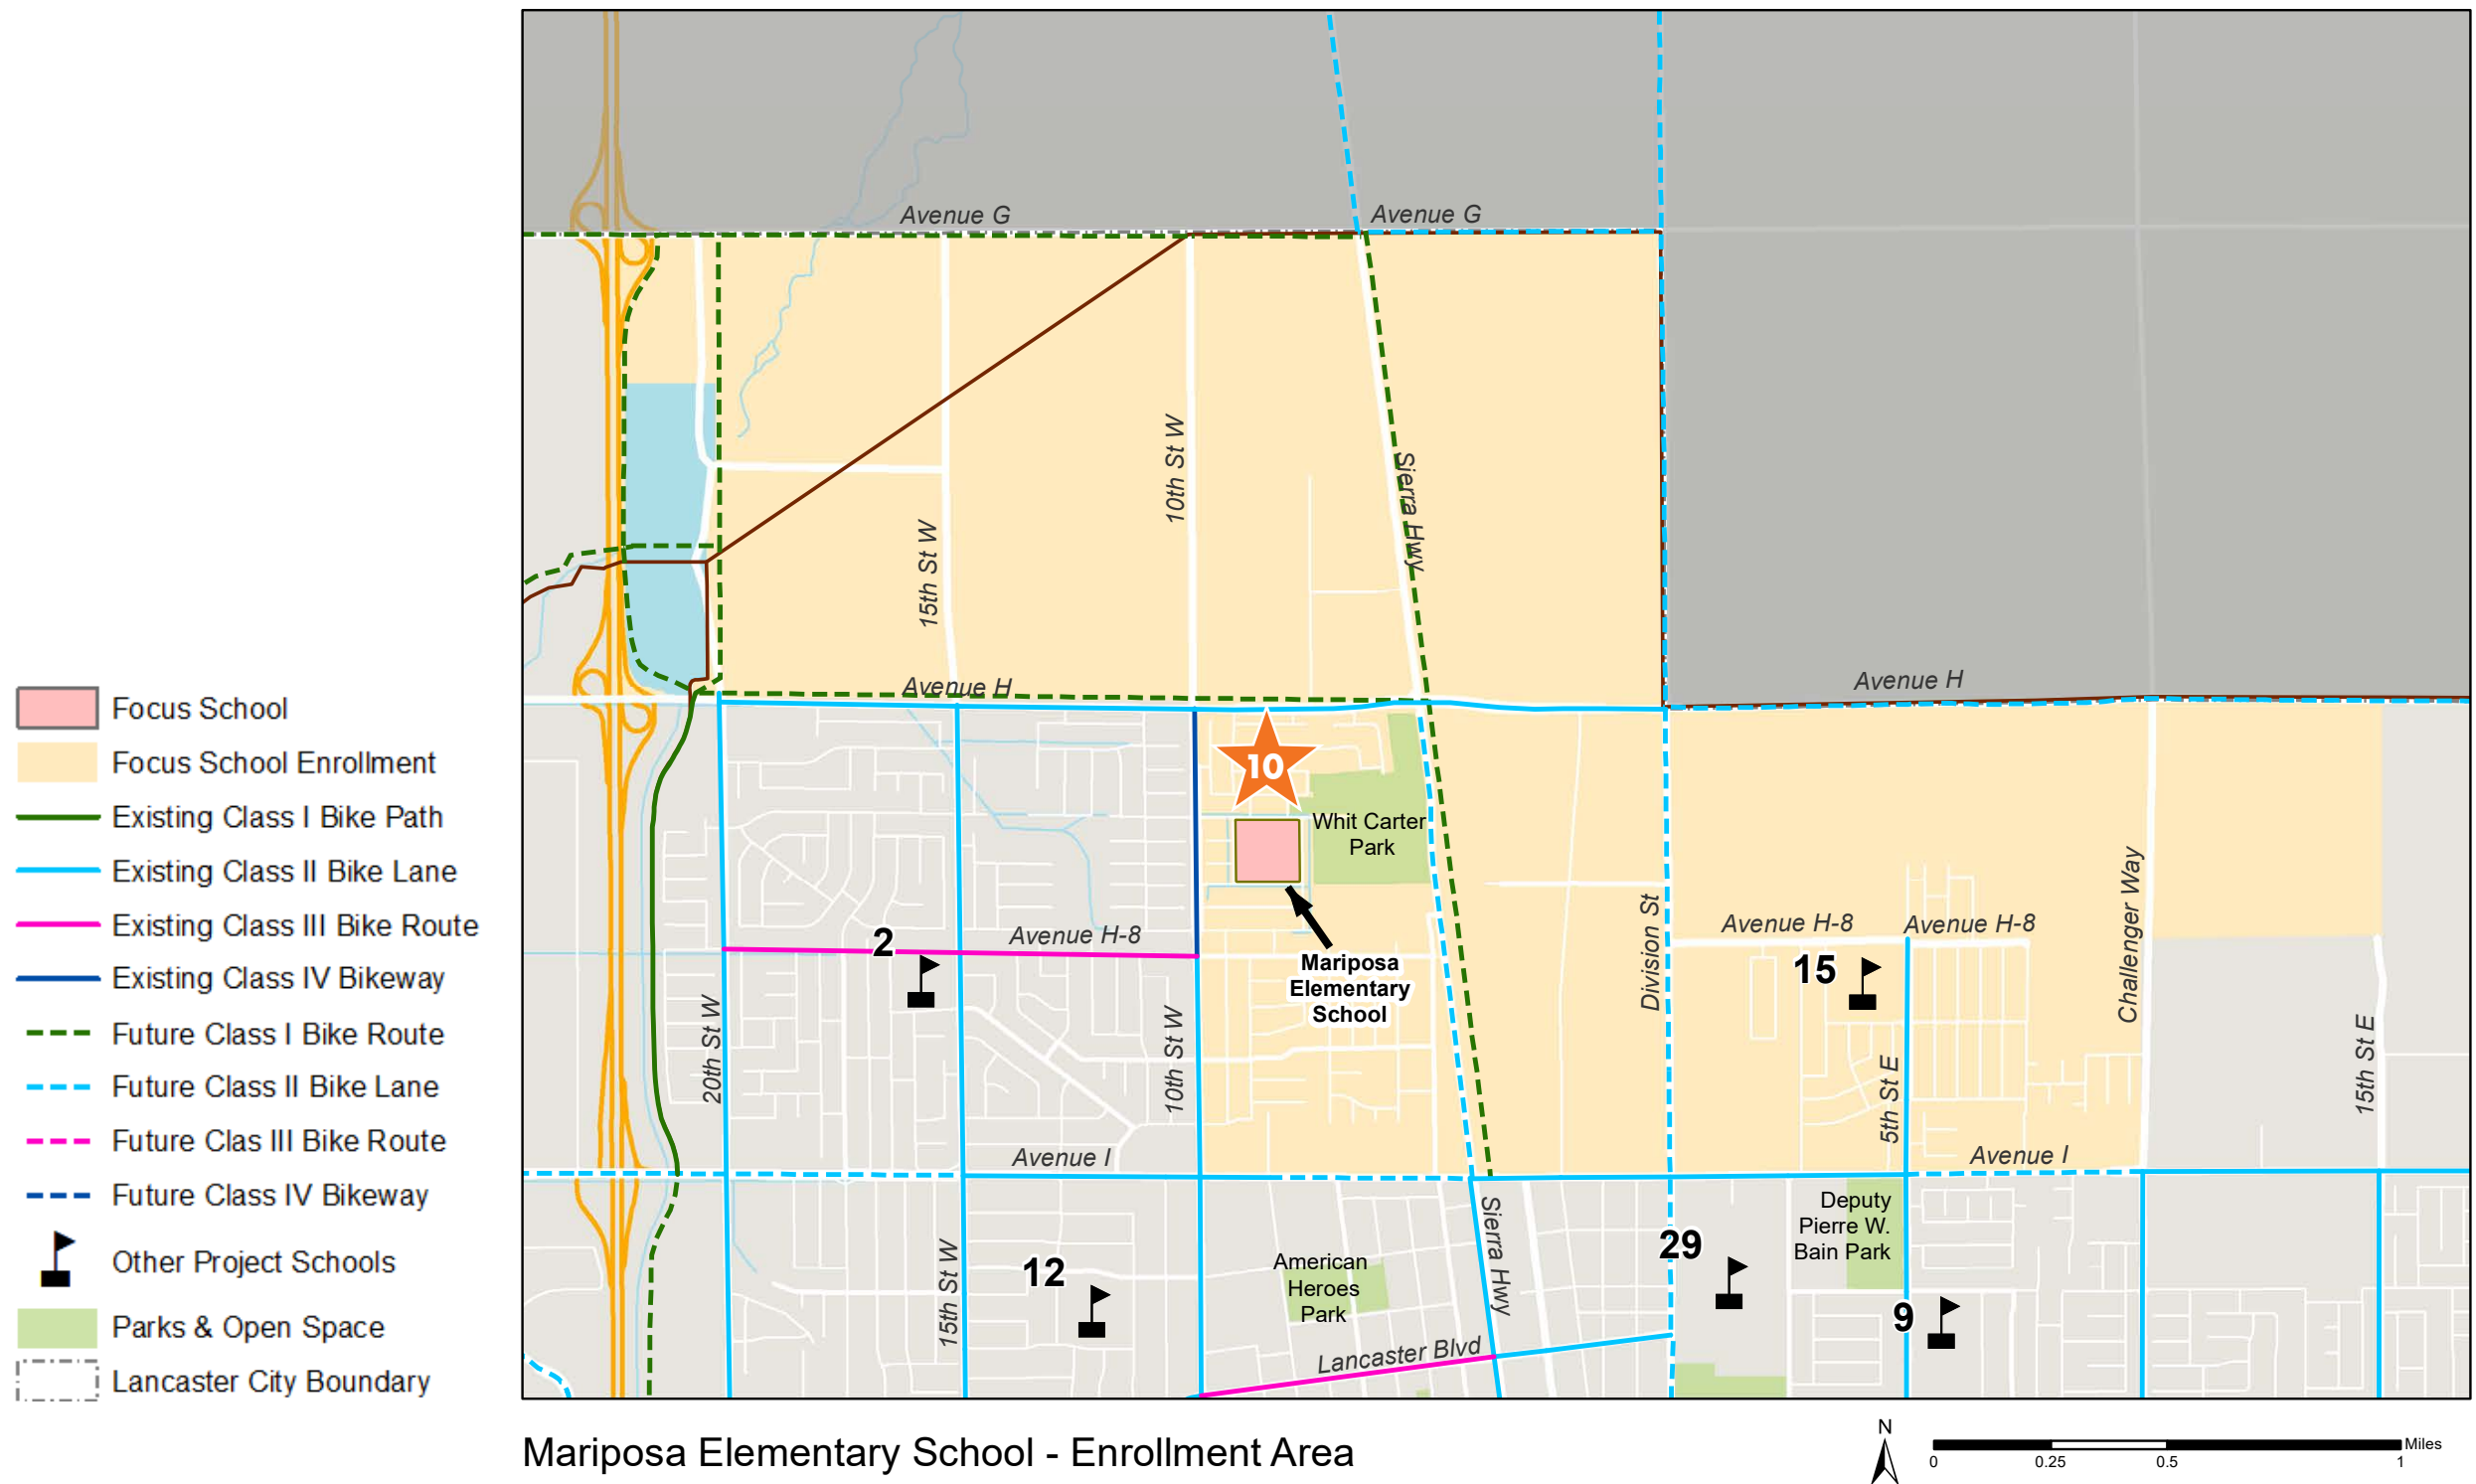 Avenue G
Avenue G
10th St W
Sierra Hwy
15th St W
Avenue H
Avenue H
Focus School
Focus School Enrollment
Existing Class I Bike Path
Existing Class II Bike Lane
Existing Class III Bike Route
Existing Class IV Bikeway
Future Class I Bike Route
Future Class II Bike Lane
Future Clas III Bike Route
Future Class IV Bikeway
Other Project Schools
Parks & Open Space
Lancaster City Boundary
10
Whit Carter
Park
Challenger Way
Division St
Avenue H-8
Avenue H-8
Avenue H-8
2
15
Mariposa
Elementary
School
20th St W
10th St W
5th St E
15th St E
Avenue I
Avenue I
Deputy
Pierre W.
Bain Park
Sierra Hwy
29
15th St W
12
American
Heroes
Park
9
Lancaster Blvd
Mariposa Elementary School - Enrollment Area
N
Miles
0 0.25 0.5 1